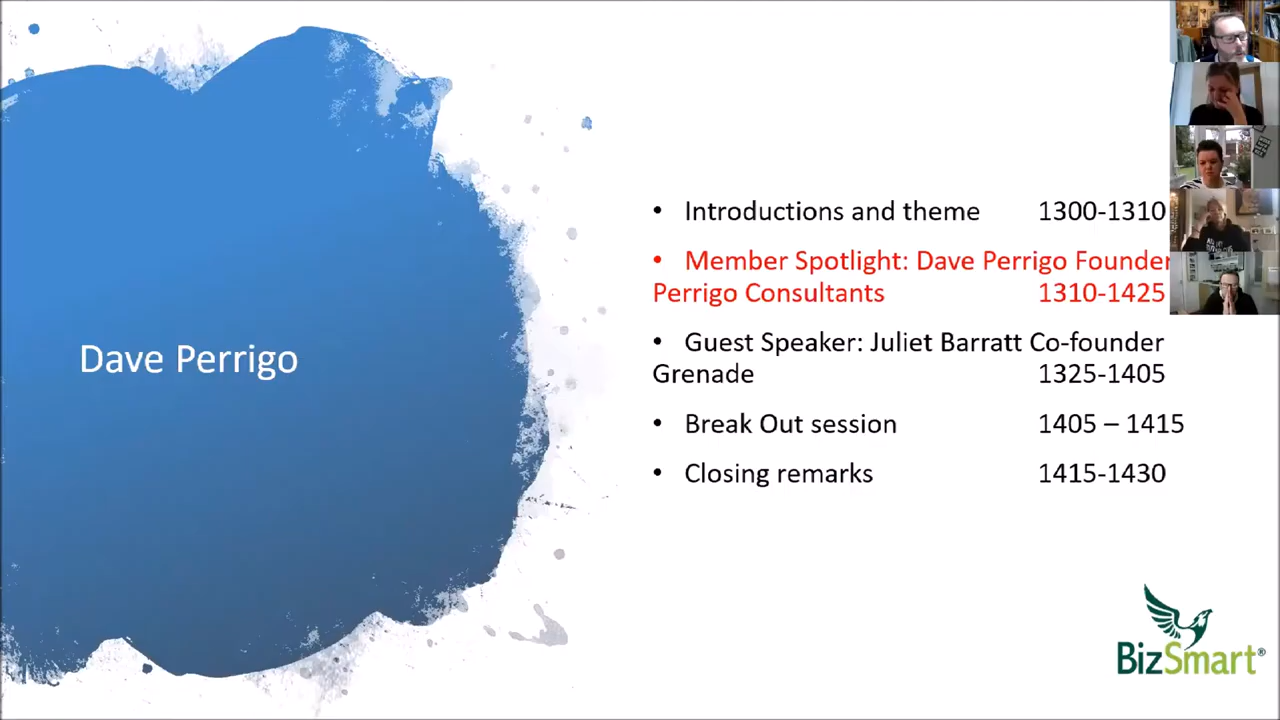 Dave Perrigo
• Introductions and theme 1300-1310
• Member Spotlight: Dave Perrigo Founder
Perrigo Consultants 1310-1425
• Guest Speaker: Juliet Barratt Co-founder
Grenade 1325-1405
• Break Out session 1405 – 1415
• Closing remarks 1415-1430
BizSmart®